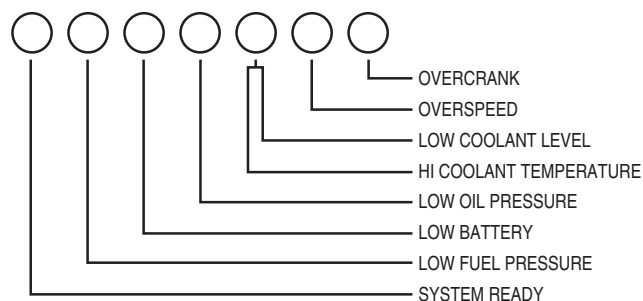 OVERCRANK
OVERSPEED
LOW COOLANT LEVEL
HI COOLANT TEMPERATURE
LOW OIL PRESSURE
LOW BATTERY
LOW FUEL PRESSURE
SYSTEM READY